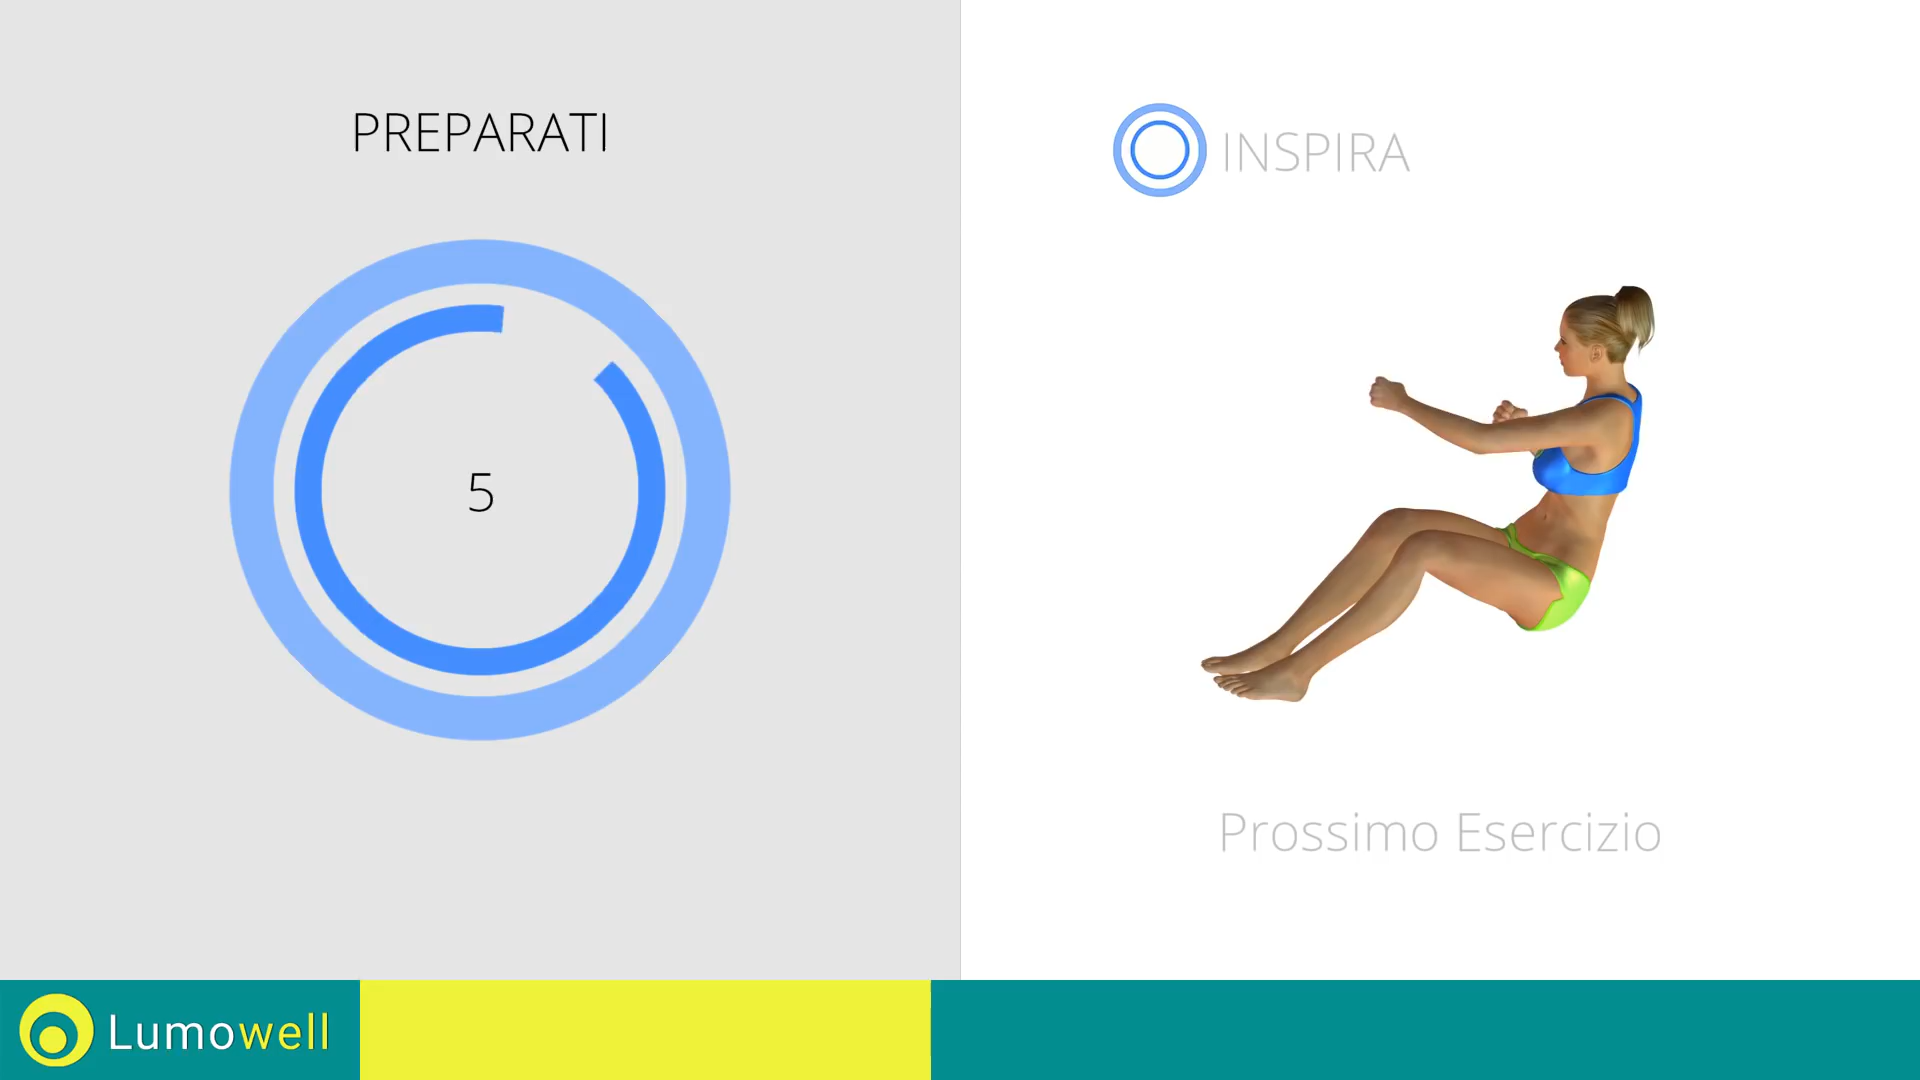 PREPARATI
5
INSPIRA
Prossimo Esercizio
Lumowell